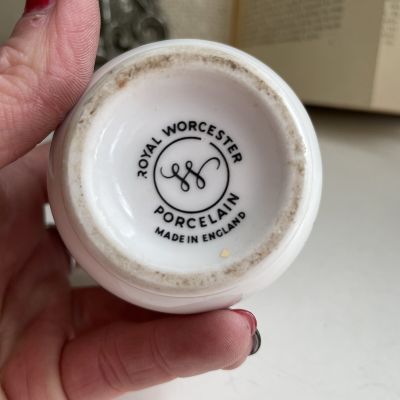 ROYAL WORCESTER
W
PORCELAIN
MADE IN ENGLAND